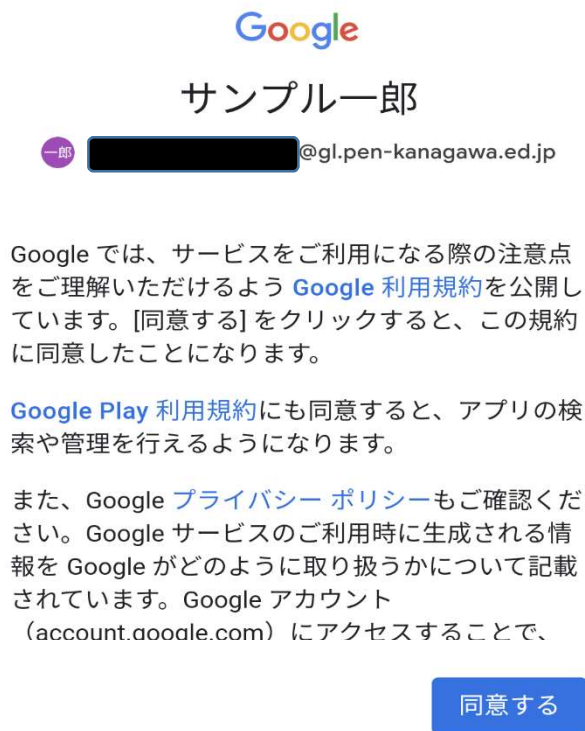 Google
サンプル一郎
一郎 @gl.pen-kanagawa.ed.jp
Google では、サービスをご利用になる際の注意点
をご理解いただけるよう Google 利用規約を公開し
ています。[同意する] をクリックすると、この規約
に同意したことになります。
Google Play 利用規約にも同意すると、アプリの検
索や管理を行えるようになります。
また、Google プライバシー ポリシーもご確認くだ
さい。Google サービスのご利用時に生成される情
報を Google がどのように取り扱うかについて記載
されています。Google アカウント
（account.google.com）にアクセスすることで、
同意する